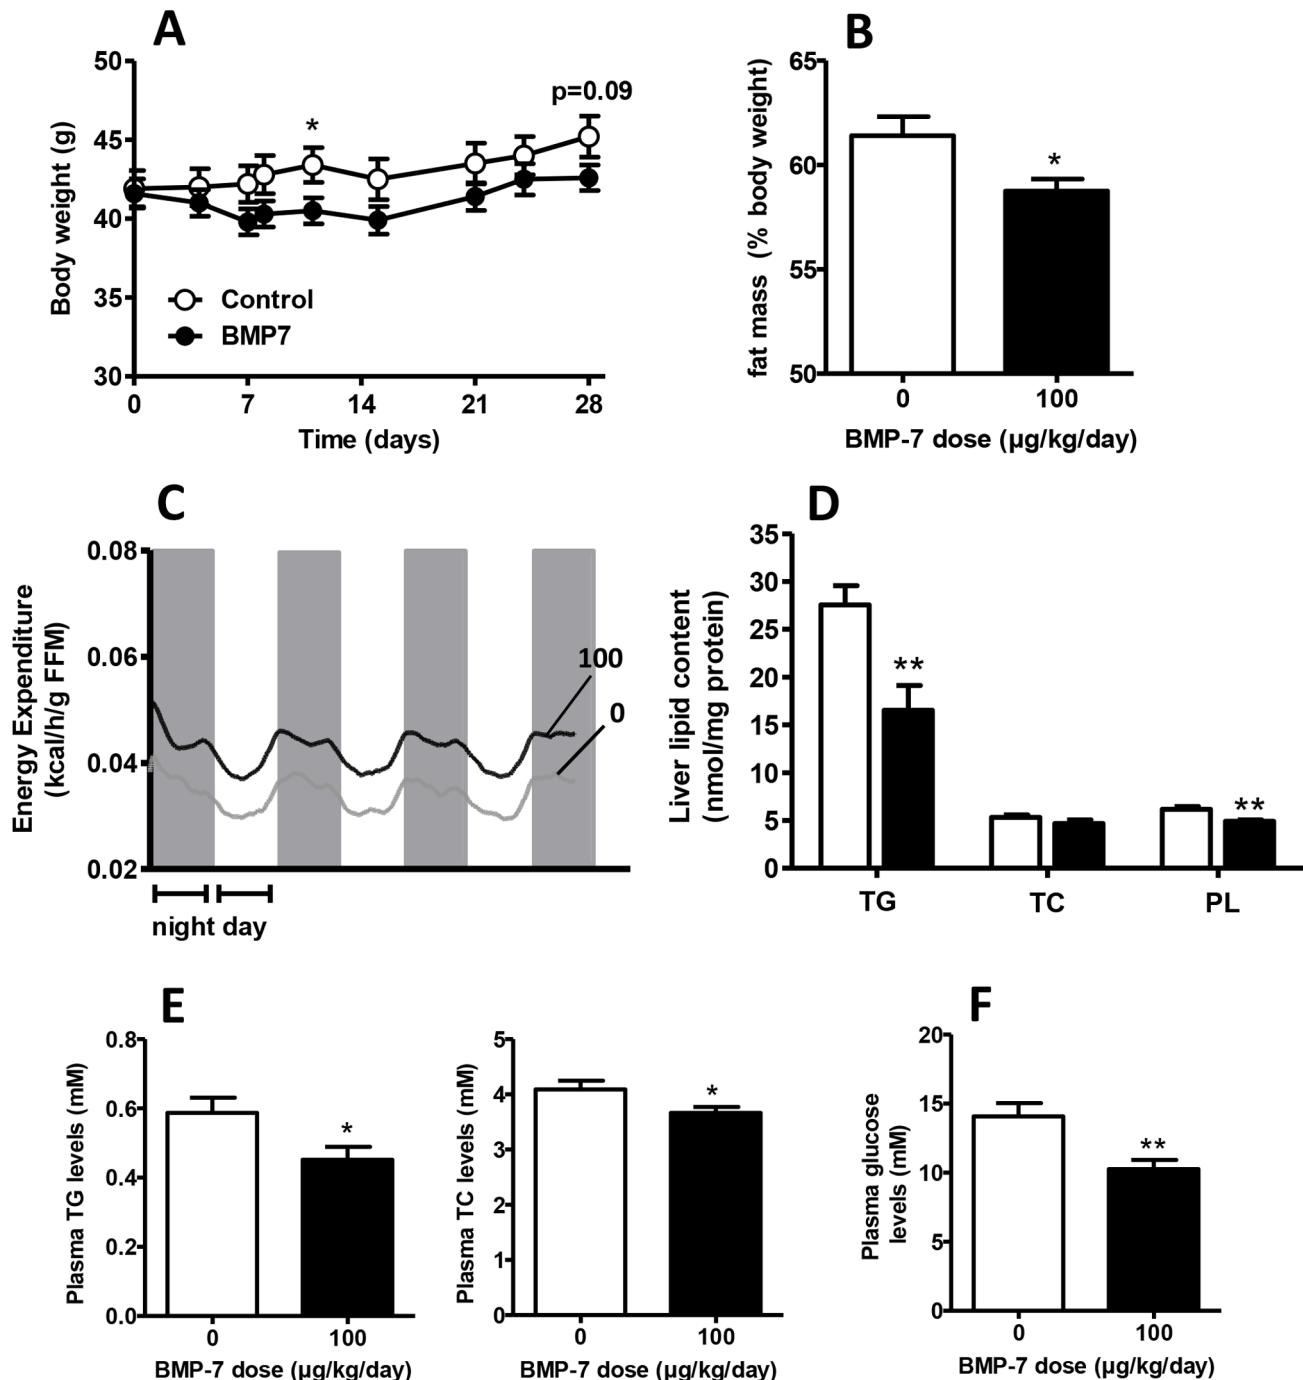 A
50
45
40
35
30
Body weight (g)
p=0.09
*
Control
BMP7
0 7 14 21 28
Time (days)
B
65
60
55
50
fat mass (% body weight)
*
0 100
BMP-7 dose (µg/kg/day)
C
0.08
0.06
0.04
0.02
Energy Expenditure
(kcal/h/g FFM)
100
0
night day
D
35
30
25
20
15
10
5
0
Liver lipid content
(nmol/mg protein)
**
**
TG TC PL
E
0.8
0.6
0.4
0.2
0.0
Plasma TG levels (mM)
*
0 100
BMP-7 dose (µg/kg/day)
5
4
3
2
1
0
Plasma TC levels (mM)
*
0 100
BMP-7 dose (µg/kg/day)
F
20
15
10
5
0
Plasma glucose
levels (mM)
**
0 100
BMP-7 dose (µg/kg/day)